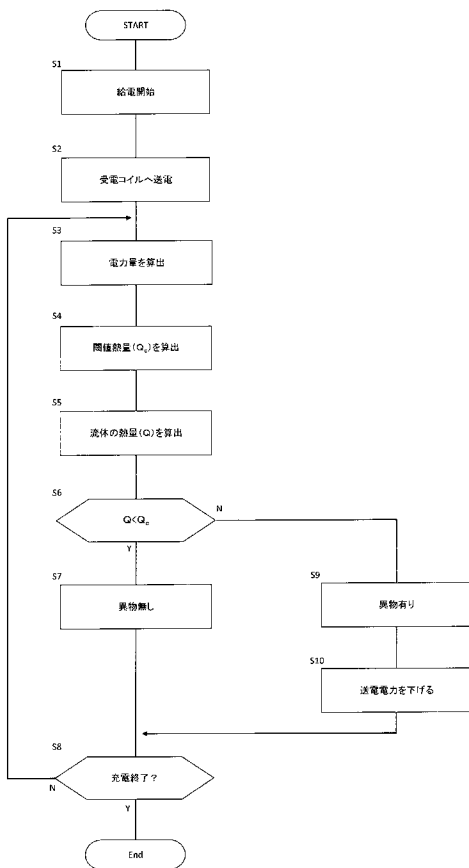 START
S1
給電開始
S2
受電コイルへ送電
S3
電力量を算出
S4
閾値熱量(Qc)を算出
S5
流体の熱量(Q)を算出
S6
Q<Qc
N
Y
S7
異物無し
S9
異物有り
S10
送電電力を下げる
S8
充電終了?
N
Y
End